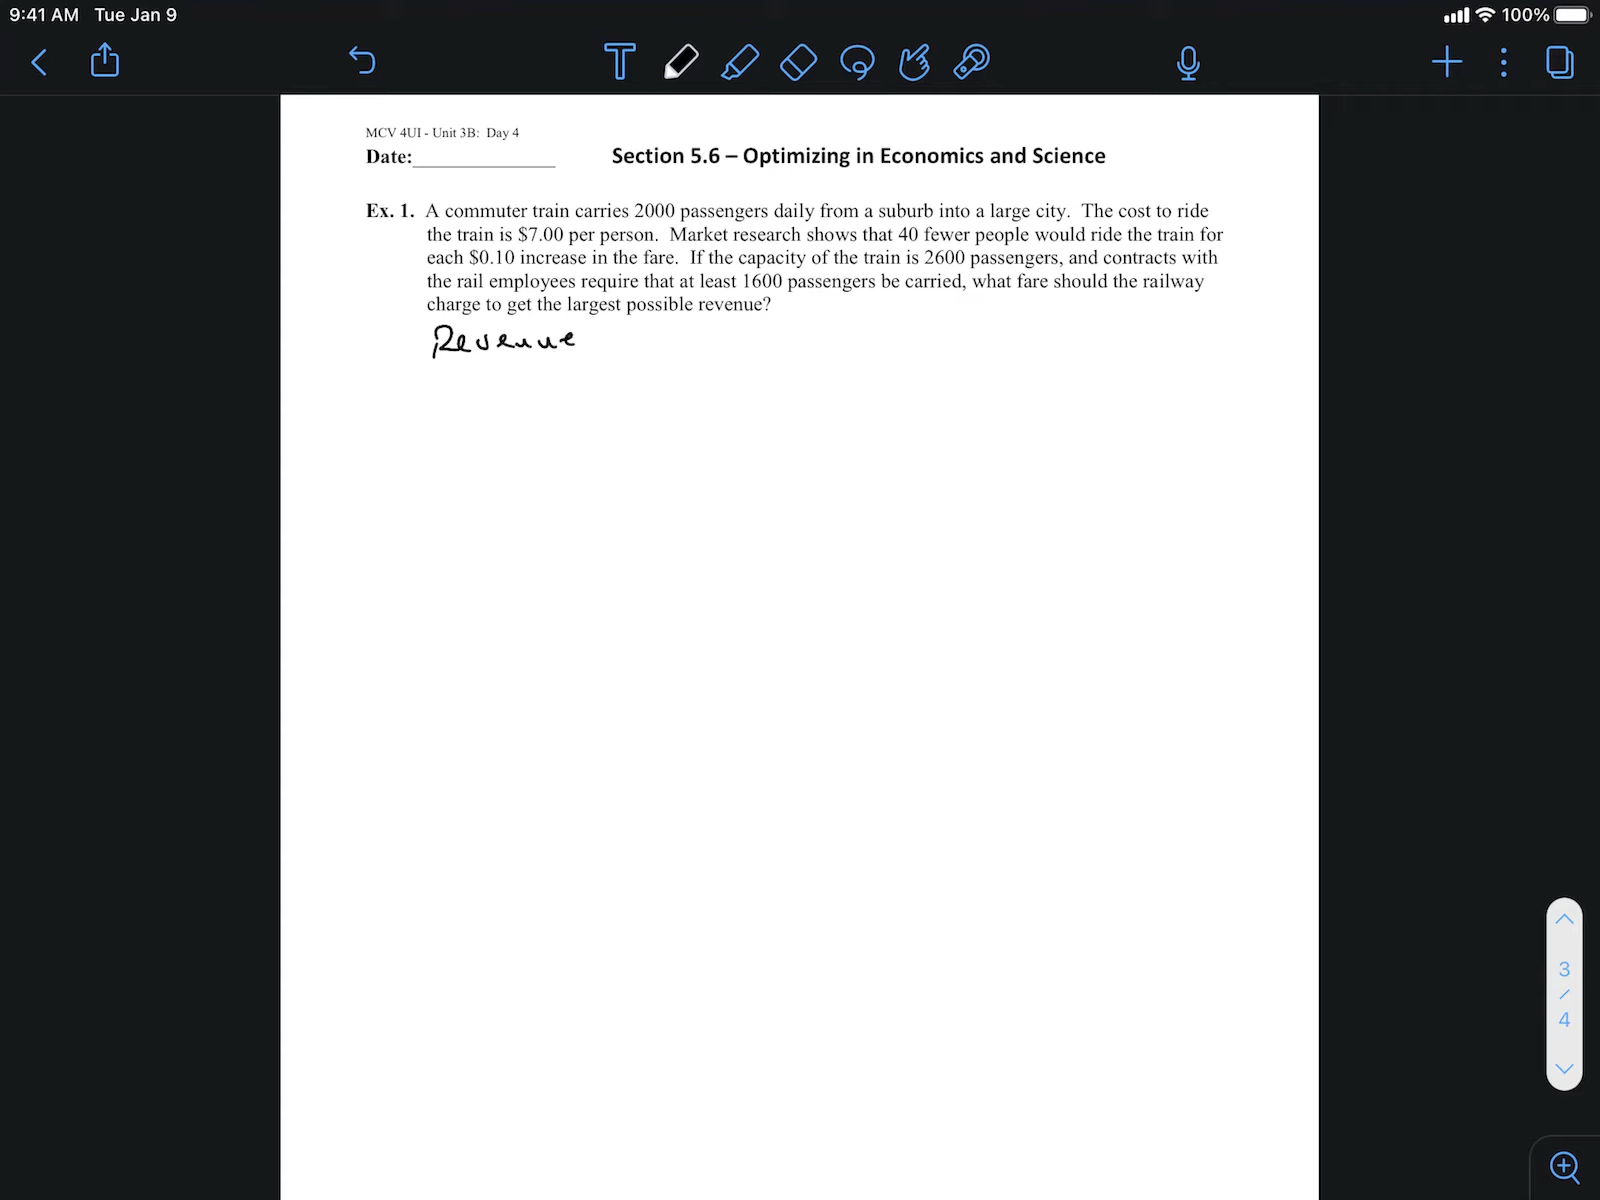 9:41 AM Tue Jan 9
100%
MCV 4UI - Unit 3B: Day 4
Date:______________
Section 5.6 – Optimizing in Economics and Science
Ex. 1. A commuter train carries 2000 passengers daily from a suburb into a large city. The cost to ride
the train is $7.00 per person. Market research shows that 40 fewer people would ride the train for
each $0.10 increase in the fare. If the capacity of the train is 2600 passengers, and contracts with
the rail employees require that at least 1600 passengers be carried, what fare should the railway
charge to get the largest possible revenue?
Revenue
3
/
4